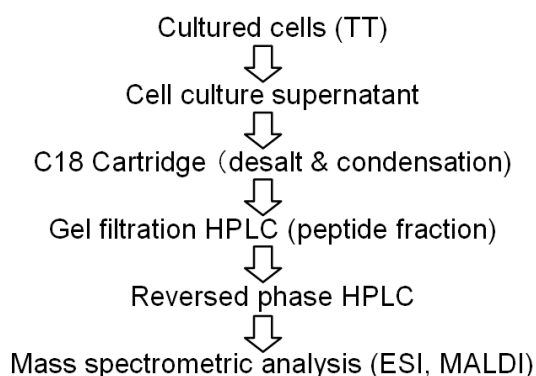 Cultured cells (TT)
Cell culture supernatant
C18 Cartridge（desalt & condensation)
Gel filtration HPLC (peptide fraction)
Reversed phase HPLC
Mass spectrometric analysis (ESI, MALDI)